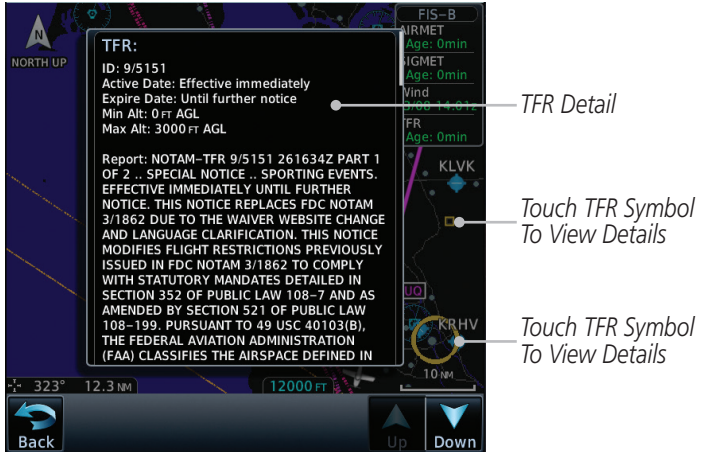 N
NORTH UP
TFR:
ID: 9/5151
Active Date: Effective immediately
Expire Date: Until further notice
Min Alt: 0 FT AGL
Max Alt: 3000 FT AGL
Report: NOTAM-TFR 9/5151 261634Z PART 1
OF 2 .. SPECIAL NOTICE .. SPORTING EVENTS.
EFFECTIVE IMMEDIATELY UNTIL FURTHER
NOTICE. THIS NOTICE REPLACES FDC NOTAM
3/1862 DUE TO THE WAIVER WEBSITE CHANGE
AND LANGUAGE CLARIFICATION. THIS NOTICE
MODIFIES FLIGHT RESTRICTIONS PREVIOUSLY
ISSUED IN FDC NOTAM 3/1862 TO COMPLY
WITH STATUTORY MANDATES DETAILED IN
SECTION 352 OF PUBLIC LAW 108-7 AND AS
AMENDED BY SECTION 521 OF PUBLIC LAW
108-199. PURSUANT TO 49 USC 40103(B),
THE FEDERAL AVIATION ADMINISTRATION
(FAA) CLASSIFIES THE AIRSPACE DEFINED IN
FIS-B
AIRMET
Age: 0min
SIGMET
Age: 0min
Wind
14:01Z
TFR
Age: 0min
KLVK
UQ
KRHV
10 NM
323°
12.3 NM
12000 FT
Back
Up
Down
TFR Detail
Touch TFR Symbol
To View Details
Touch TFR Symbol
To View Details